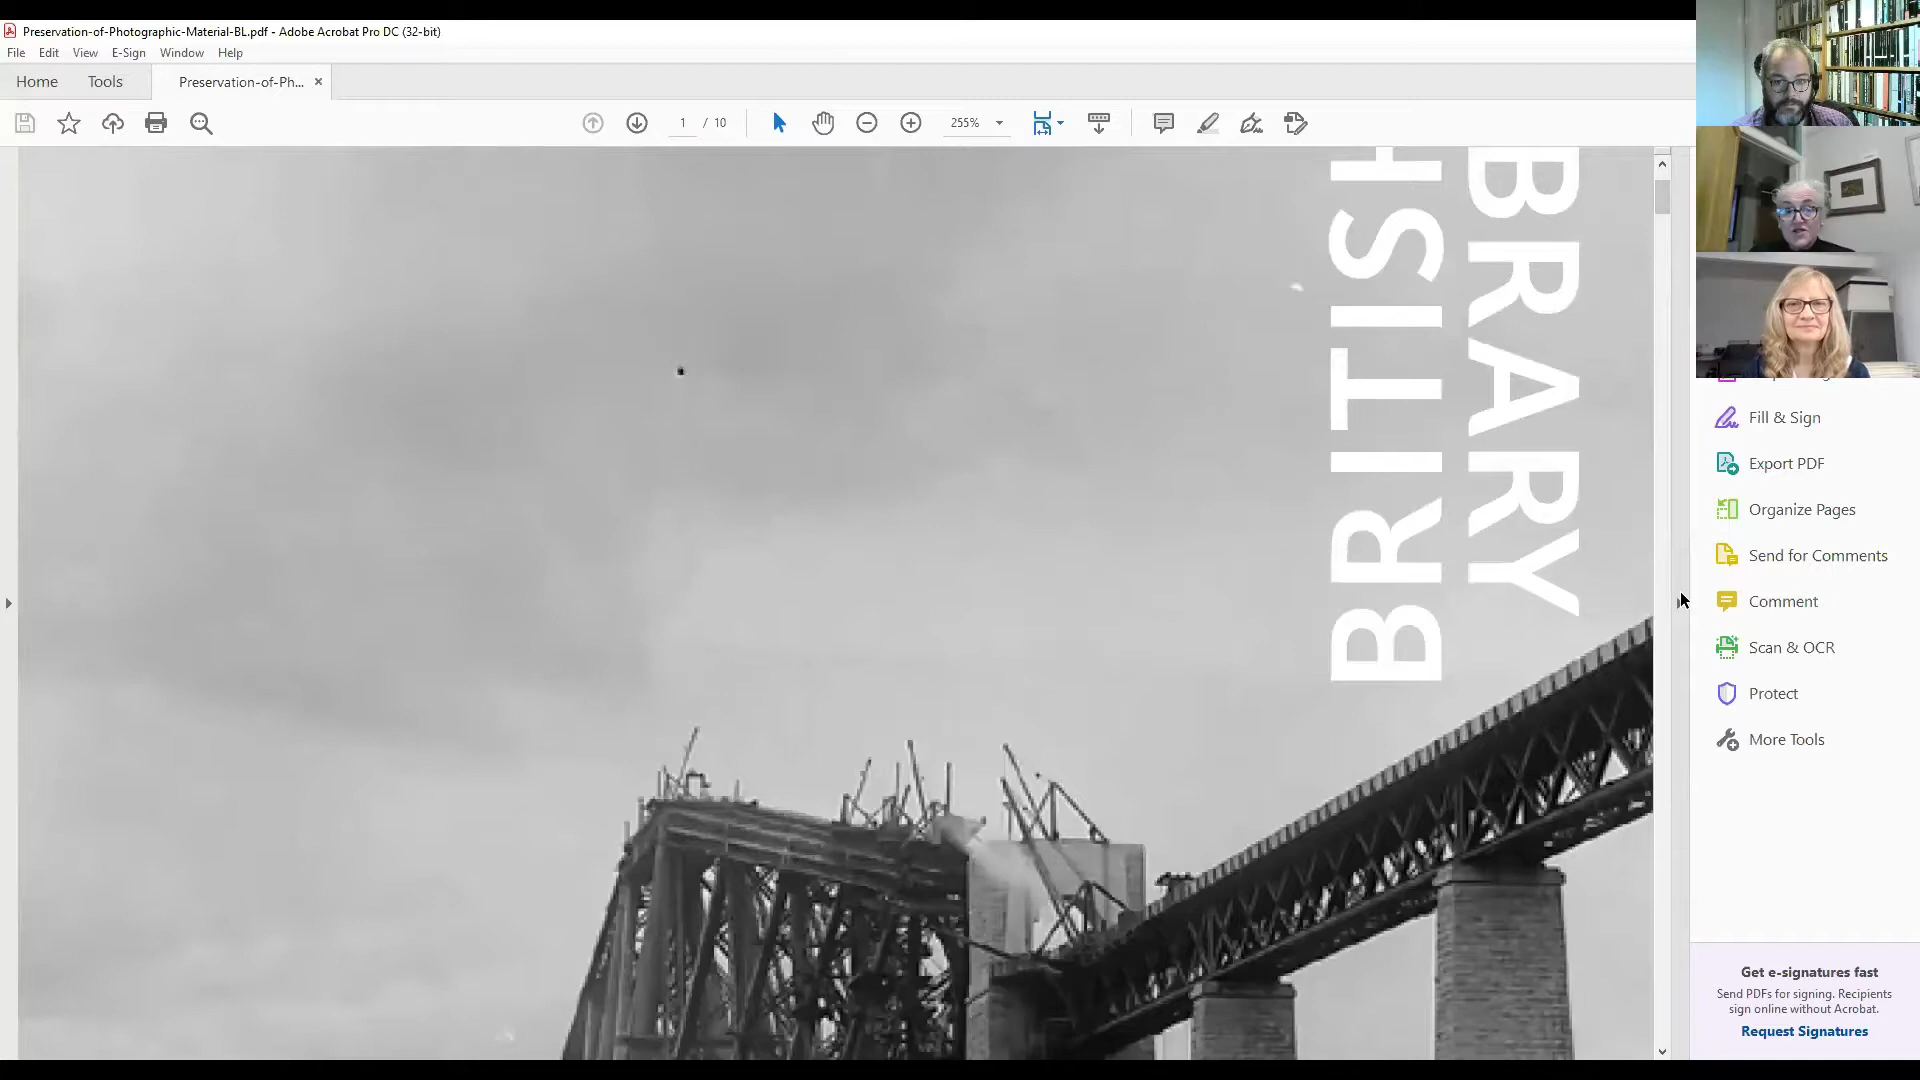 Preservation-of-Photographic-Material-BL.pdf - Adobe Acrobat Pro DC (32-bit)
File Edit View E-Sign Window Help
Home Tools Preservation-of-Ph... ×
1 / 10 255%
BRITISH
BRARY
Fill & Sign
Export PDF
Organize Pages
Send for Comments
Comment
Scan & OCR
Protect
More Tools
Get e-signatures fast
Send PDFs for signing. Recipients
sign online without Acrobat.
Request Signatures